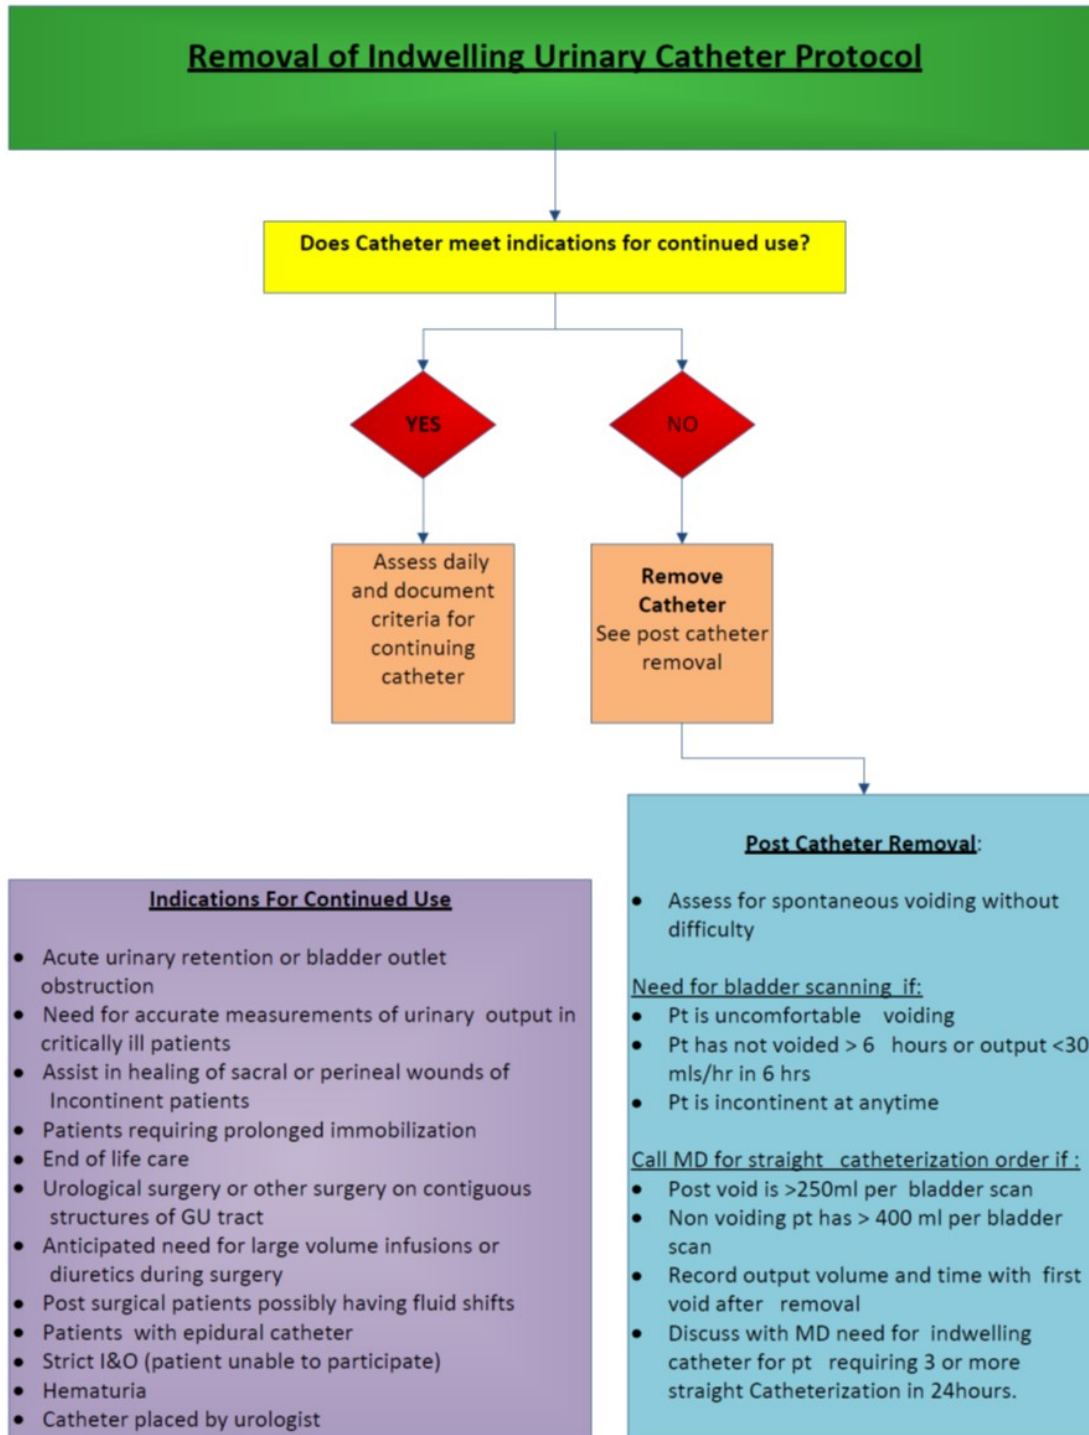 Removal of Indwelling Urinary Catheter Protocol
Does Catheter meet indications for continued use?
YES
NO
Assess daily
and document
criteria for
continuing
catheter
Remove
Catheter
See post catheter
removal
Indications For Continued Use
• Acute urinary retention or bladder outlet
obstruction
• Need for accurate measurements of urinary output in
critically ill patients
• Assist in healing of sacral or perineal wounds of
Incontinent patients
• Patients requiring prolonged immobilization
• End of life care
• Urological surgery or other surgery on contiguous
structures of GU tract
• Anticipated need for large volume infusions or
diuretics during surgery
• Post surgical patients possibly having fluid shifts
• Patients with epidural catheter
• Strict I&O (patient unable to participate)
• Hematuria
• Catheter placed by urologist
Post Catheter Removal:
• Assess for spontaneous voiding without
difficulty
Need for bladder scanning if:
• Pt is uncomfortable voiding
• Pt has not voided > 6 hours or output <30
mls/hr in 6 hrs
• Pt is incontinent at anytime
Call MD for straight catheterization order if :
• Post void is >250ml per bladder scan
• Non voiding pt has > 400 ml per bladder
scan
• Record output volume and time with first
void after removal
• Discuss with MD need for indwelling
catheter for pt requiring 3 or more
straight Catheterization in 24hours.